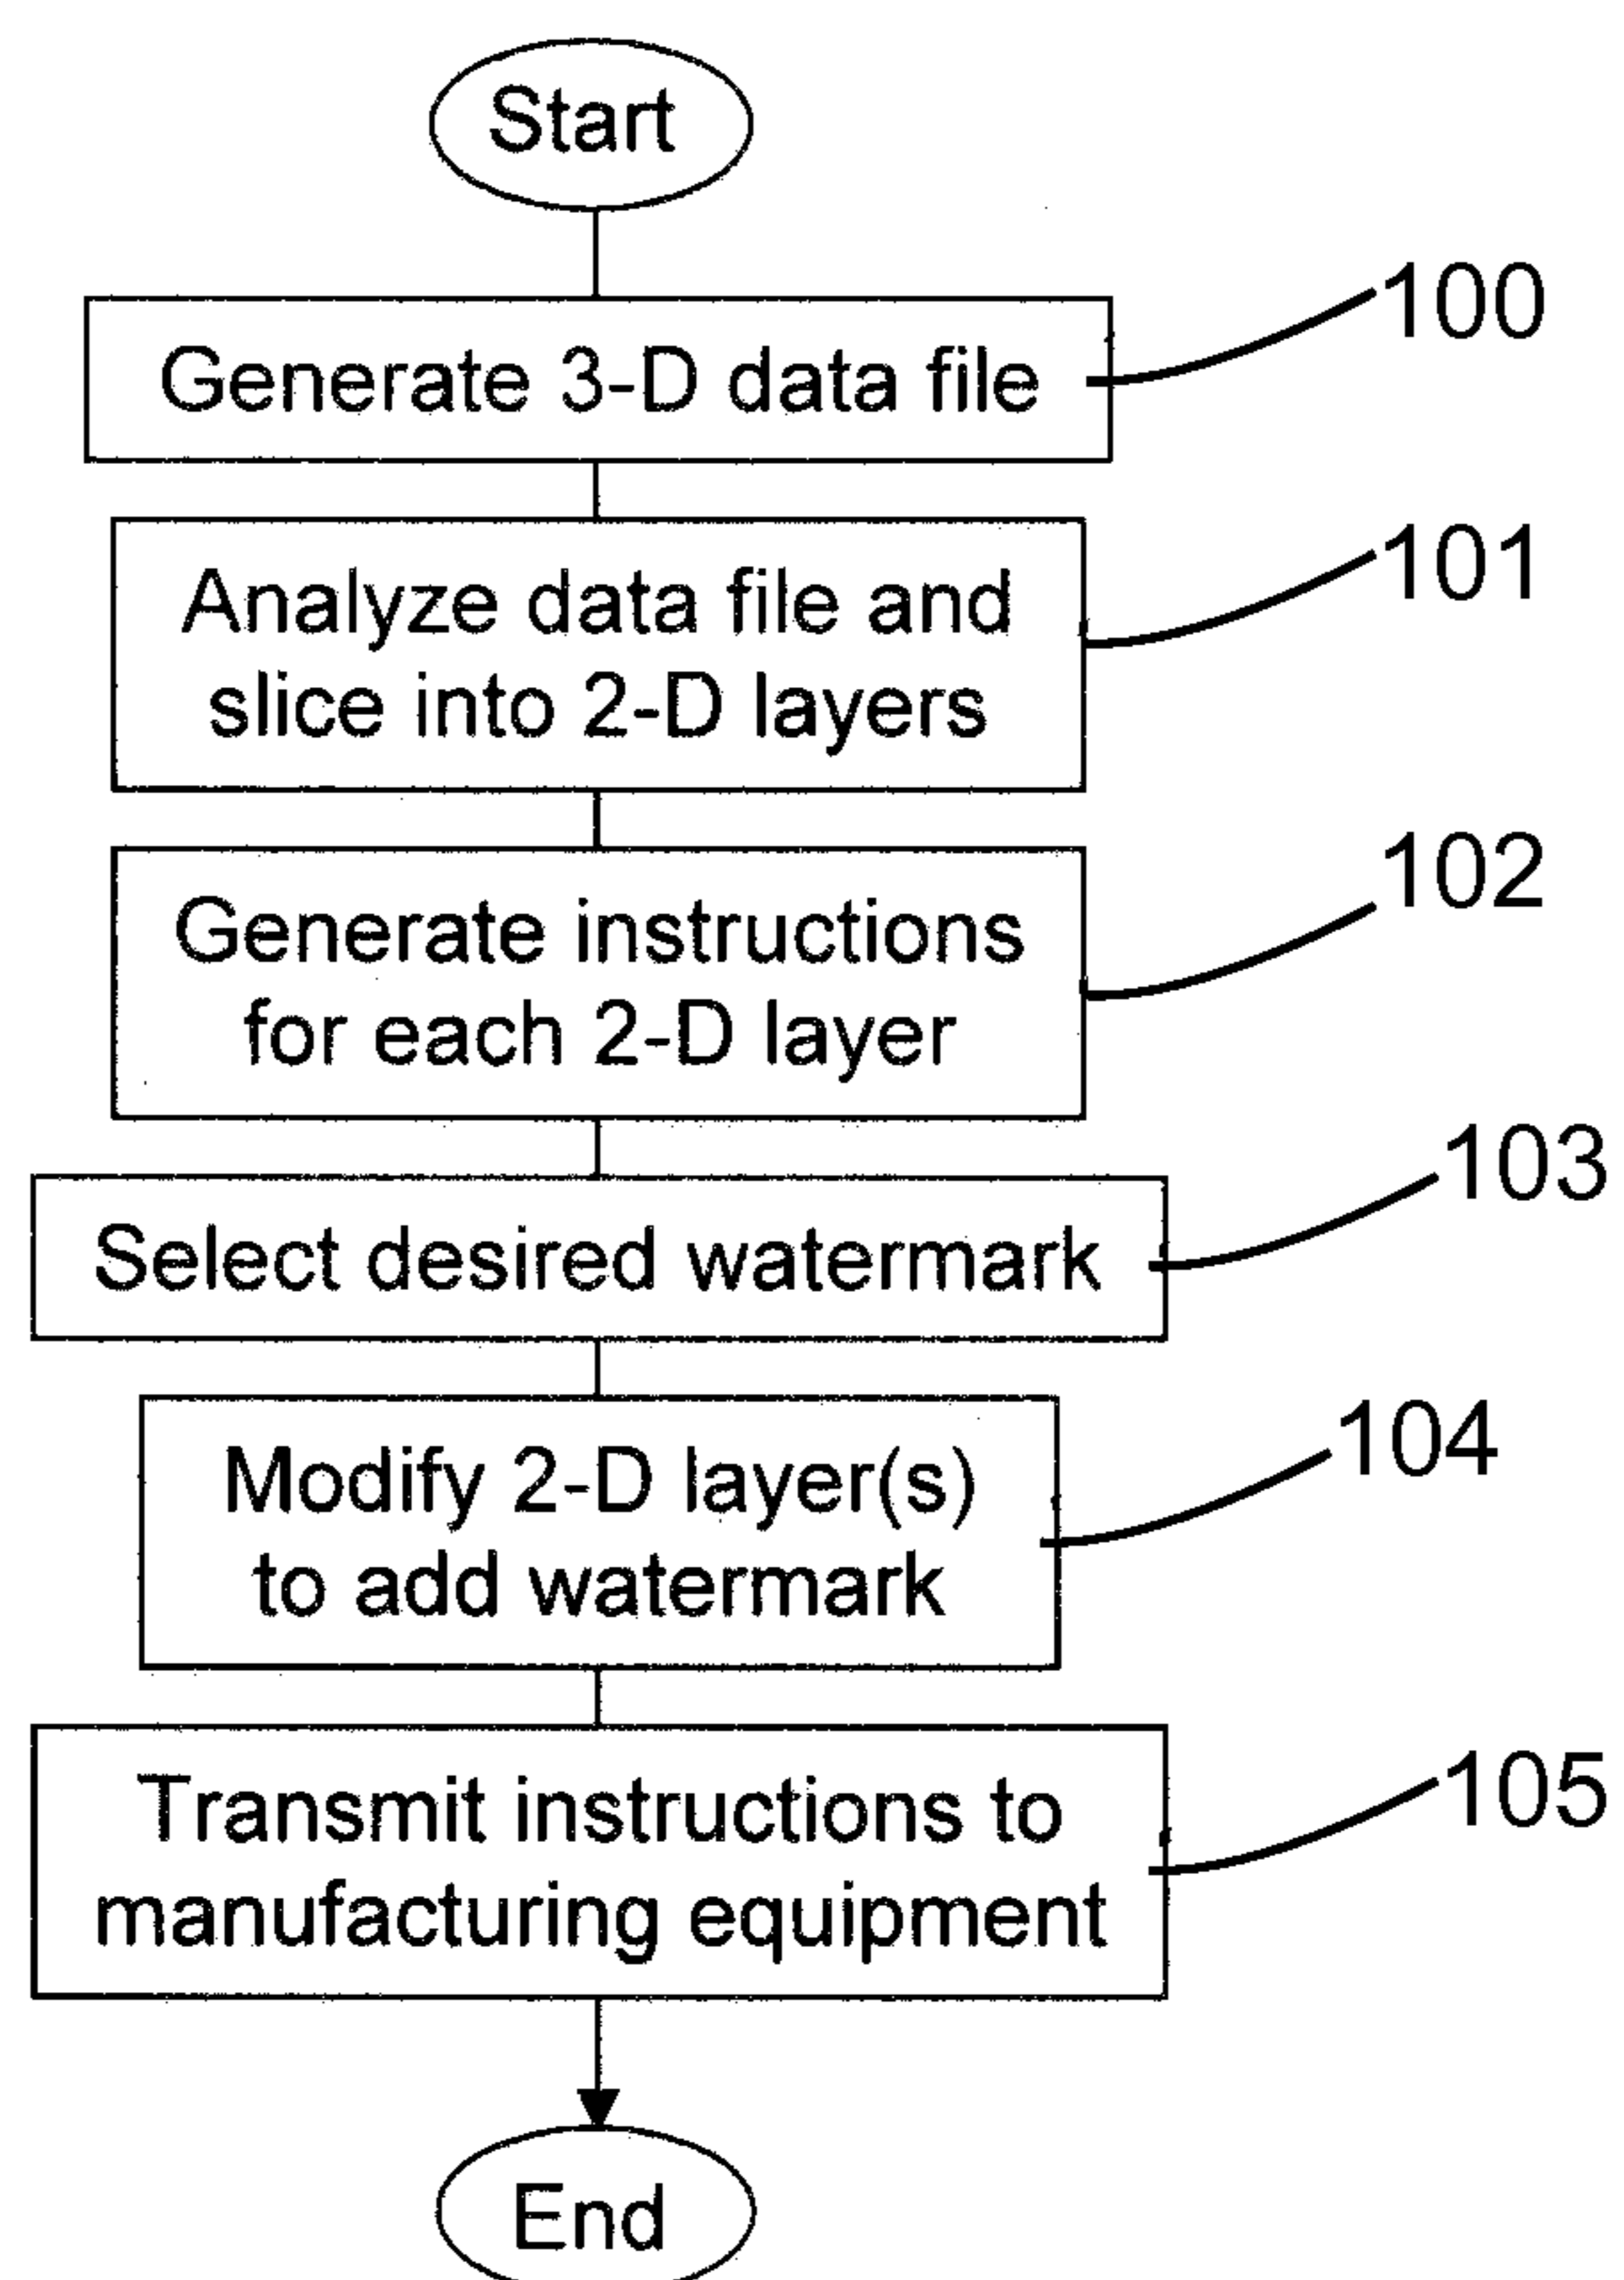 Start
Generate 3-D data file
100
Analyze data file and
slice into 2-D layers
101
Generate instructions
for each 2-D layer
102
Select desired watermark
103
Modify 2-D layer(s)
to add watermark
104
Transmit instructions to
manufacturing equipment
105
End